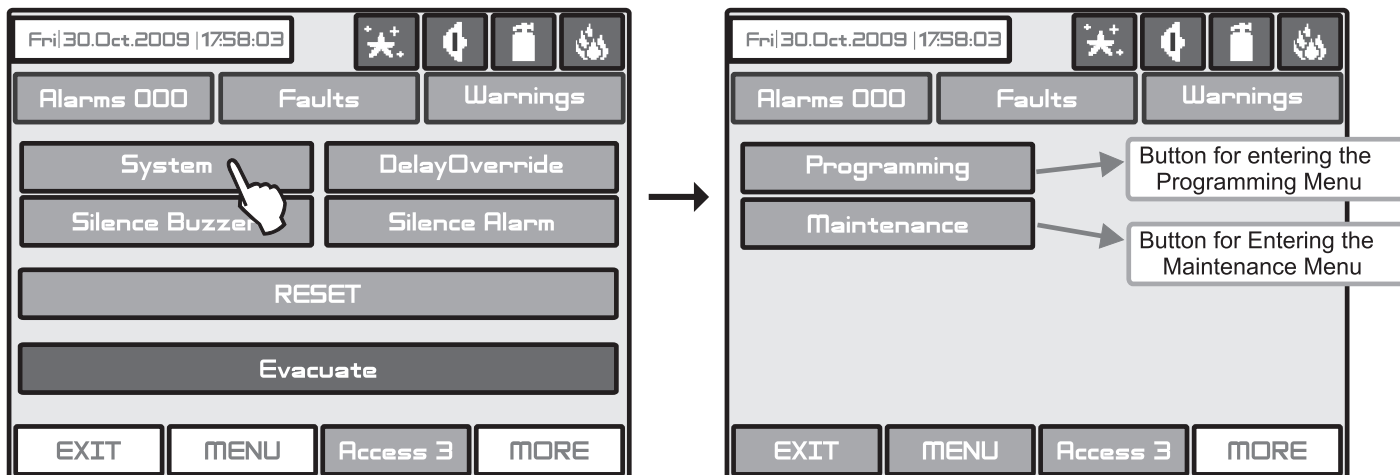 Fri|30.Oct.2009 |17:58:03
Alarms 000 Faults Warnings
System DelayOverride
Silence Buzzer Silence Alarm
RESET
Evacuate
EXIT MENU Access 3 MORE
Fri|30.Oct.2009 |17:58:03
Alarms 000 Faults Warnings
Programming
Maintenance
EXIT MENU Access 3 MORE
Button for entering the
Programming Menu
Button for Entering the
Maintenance Menu